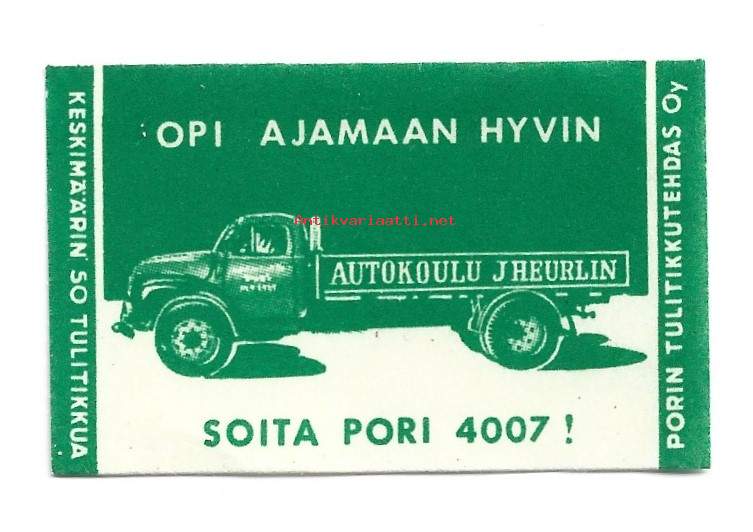 OPI AJAMAAN HYVIN
Antikvariaatti.net
AUTOKOULU J HEURLIN
SOITA PORI 4007 !
KESKIMÄÄRIN 50 TULITIKKUA
PORIN TULITIKKUTEHDAS Oy